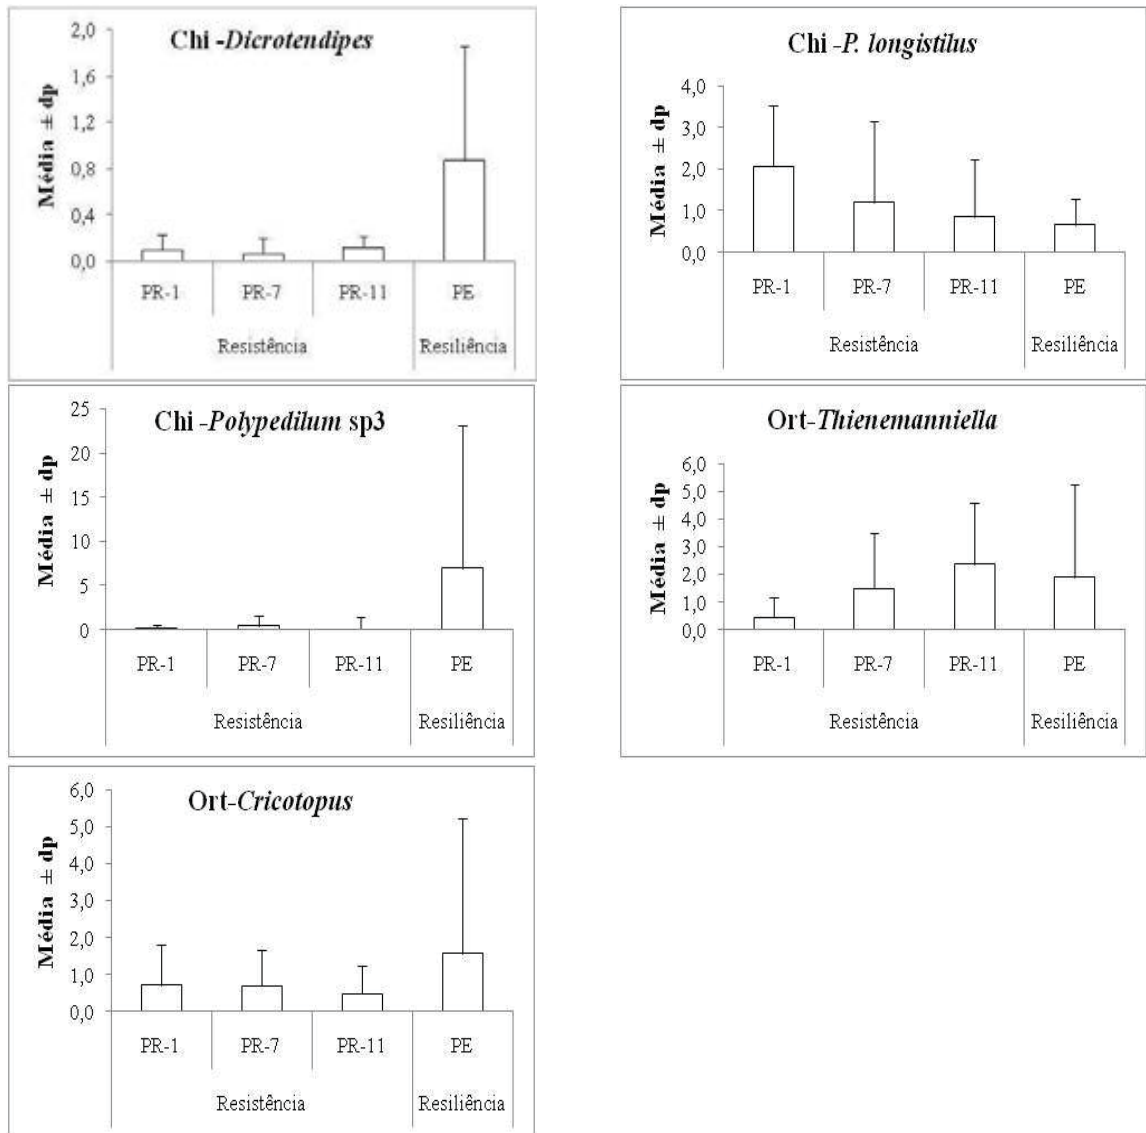 Chi -Dicrotendipes
Média ± dp
2,0
1,6
1,2
0,8
0,4
0,0
PR-1 PR-7 PR-11 PE
Resistência Resiliência
Chi -P. longistilus
Média ± dp
4,0
3,0
2,0
1,0
0,0
PR-1 PR-7 PR-11 PE
Resistência Resiliência
Chi -Polypedilum sp3
Média ± dp
25
20
15
10
5
0
PR-1 PR-7 PR-11 PE
Resistência Resiliência
Ort-Thienemanniella
Média ± dp
6,0
5,0
4,0
3,0
2,0
1,0
0,0
PR-1 PR-7 PR-11 PE
Resistência Resiliência
Ort-Cricotopus
Média ± dp
6,0
5,0
4,0
3,0
2,0
1,0
0,0
PR-1 PR-7 PR-11 PE
Resistência Resiliência